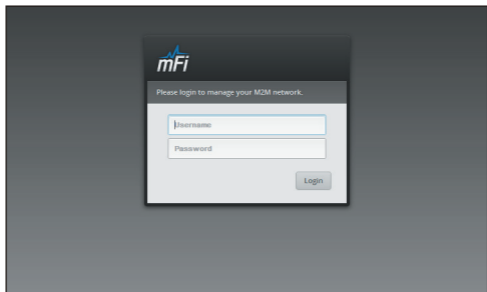 mFi
Please login to manage your M2M network.
Username
Password
Login